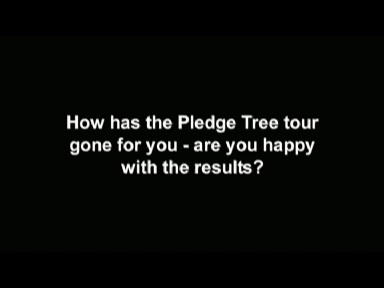 How has the Pledge Tree tour
gone for you - are you happy
with the results?